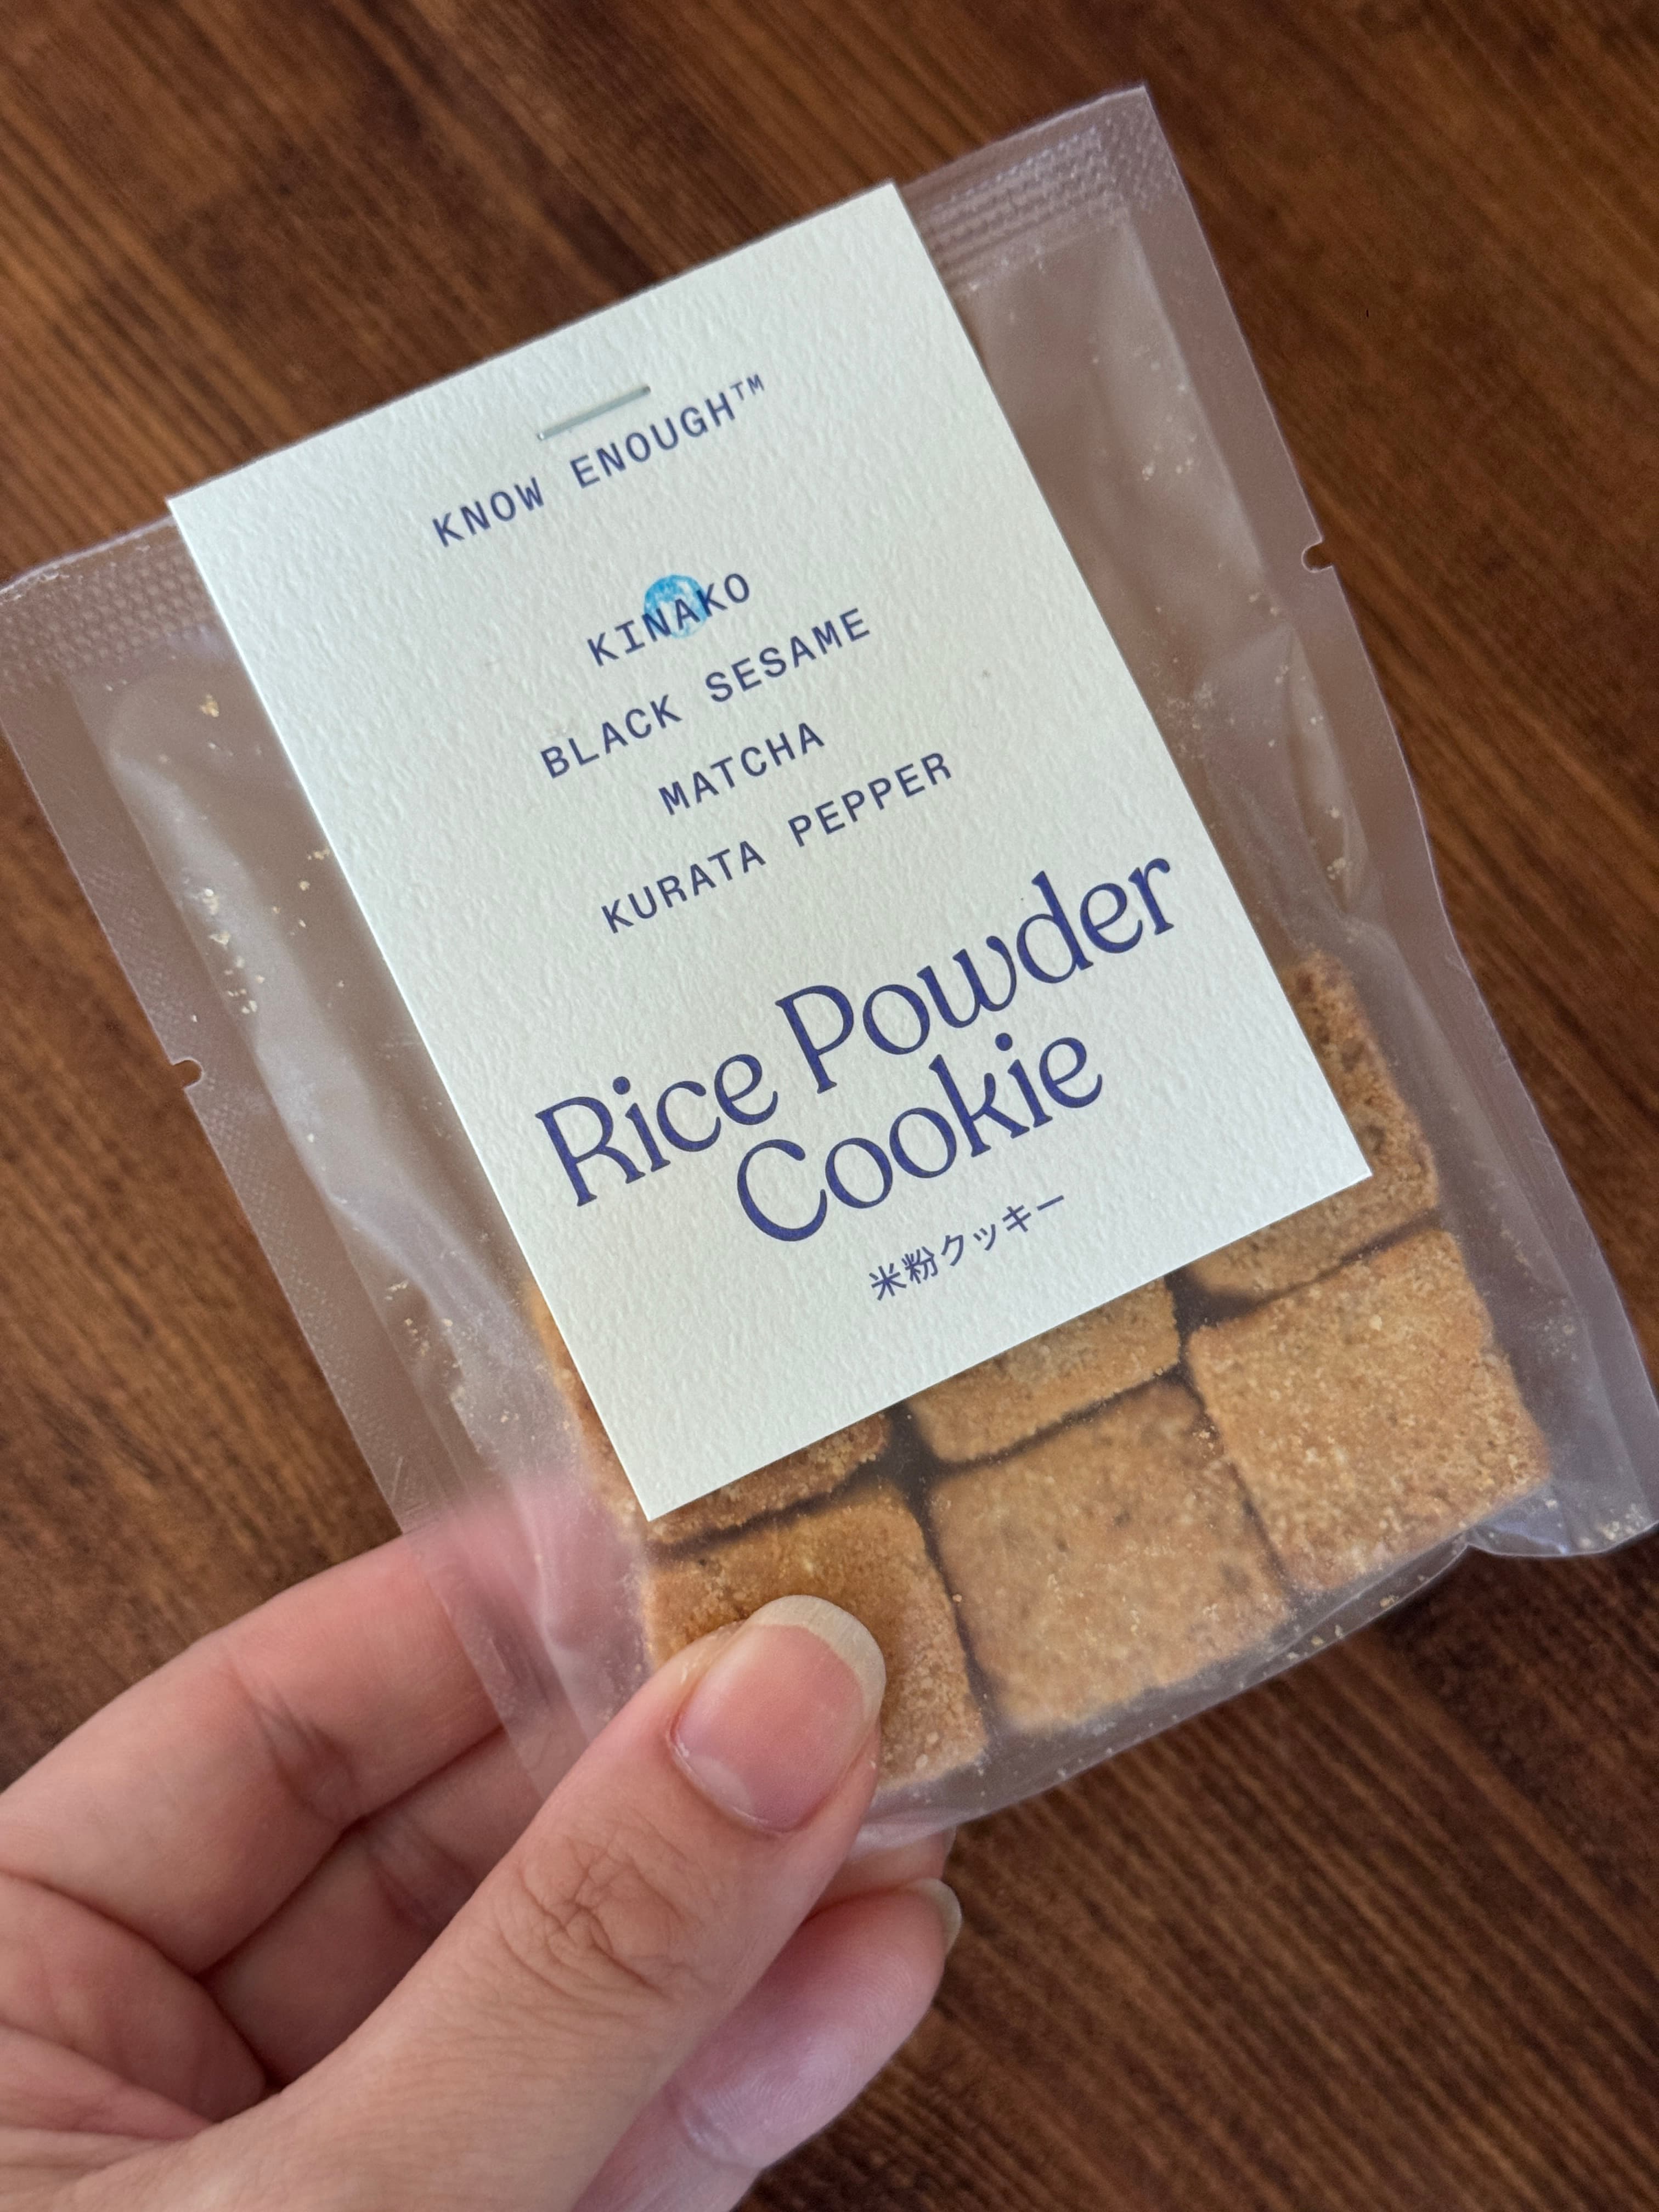 KNOW ENOUGH™
KINAKO
BLACK SESAME
MATCHA
KURATA PEPPER
Rice Powder
Cookie
米粉クッキー